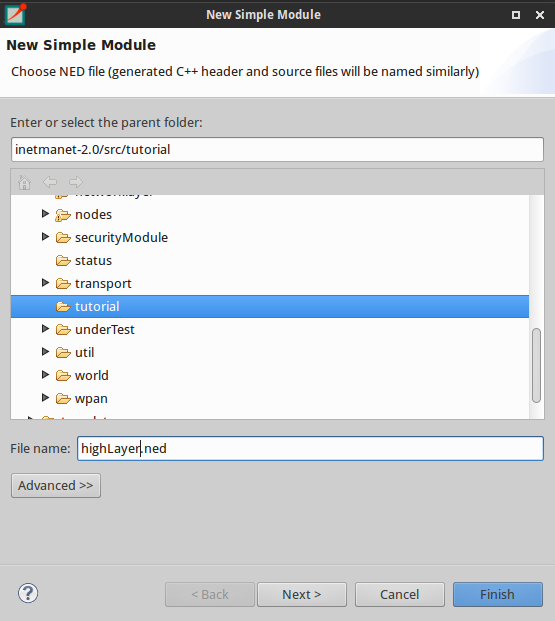 New Simple Module
New Simple Module
Choose NED file (generated C++ header and source files will be named similarly)
Enter or select the parent folder:
inetmanet-2.0/src/tutorial
networklayer
nodes
securityModule
status
transport
tutorial
underTest
util
world
wpan
File name: highLayer.ned
Advanced >>
? < Back Next > Cancel Finish